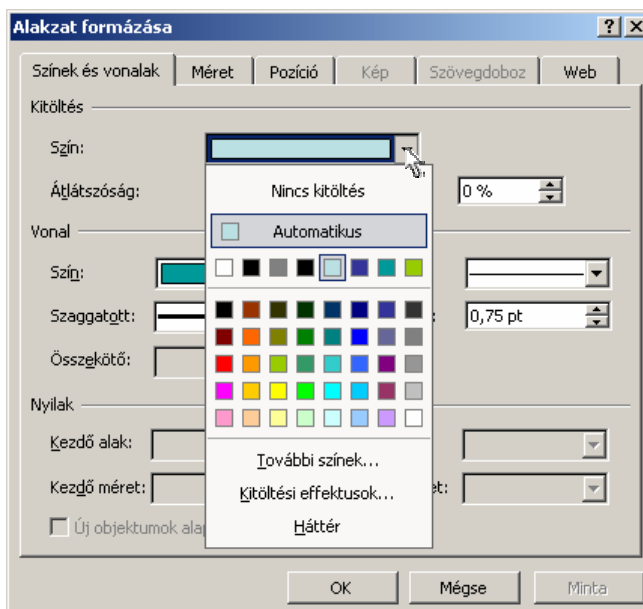 Alakzat formázása
Színek és vonalak Méret Pozíció Kép Szövegdoboz Web
Kitöltés
Szín:
Nincs kitöltés
Átlátszóság: 0 %
Automatikus
Vonal
Szín:
Szaggatott: : 0,75 pt
Összekötő:
Nyilak
Kezdő alak:
További színek...
Kezdő méret: et:
Kitöltési effektusok...
Új objektumok alap
Háttér
OK Mégse Minta